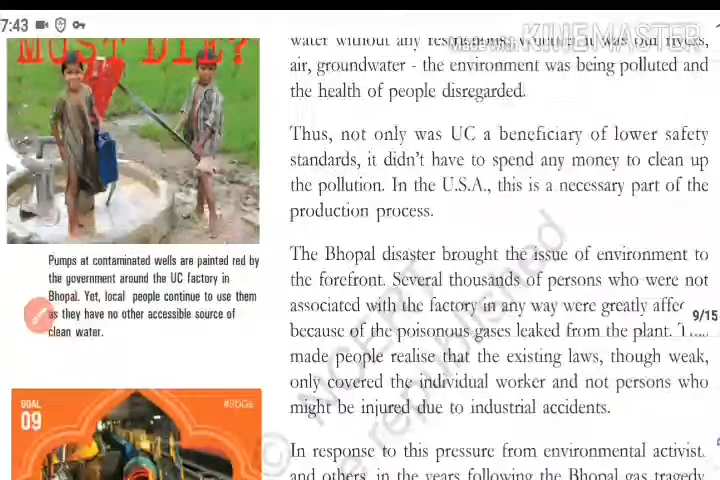 7:43
MUST DIE?
Made with KINEMASTER
water without any restrictions. Whether it was our rivers,
air, groundwater - the environment was being polluted and
the health of people disregarded.
Thus, not only was UC a beneficiary of lower safety
standards, it didn't have to spend any money to clean up
the pollution. In the U.S.A., this is a necessary part of the
production process.
The Bhopal disaster brought the issue of environment to
the forefront. Several thousands of persons who were not
associated with the factory in any way were greatly affec
because of the poisonous gases leaked from the plant. T
made people realise that the existing laws, though weak,
only covered the individual worker and not persons who
might be injured due to industrial accidents.
In response to this pressure from environmental activist
and others, in the years following the Bhopal gas tragedy,
9/15
Pumps at contaminated wells are painted red by
the government around the UC factory in
Bhopal. Yet, local people continue to use them
as they have no other accessible source of
clean water.
GOAL
09
#SDGs
© NCERT
be republished